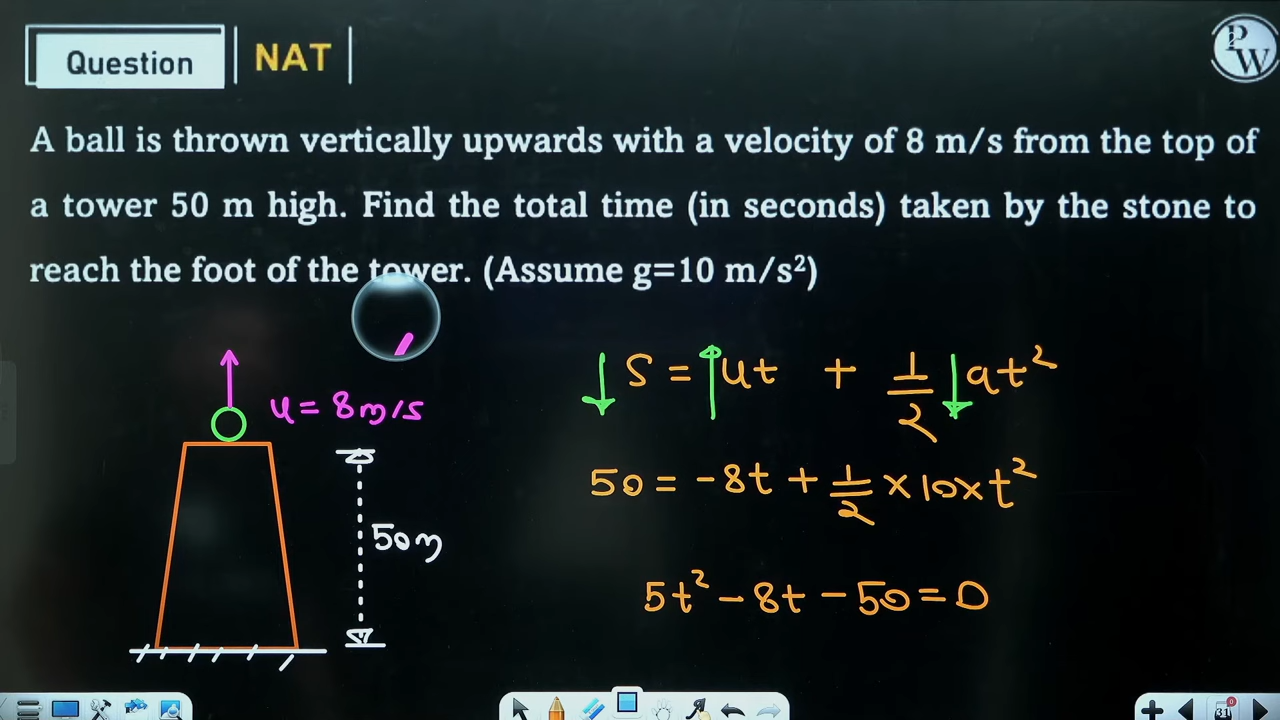 Question
NAT
PW
A ball is thrown vertically upwards with a velocity of 8 m/s from the top of
a tower 50 m high. Find the total time (in seconds) taken by the stone to
reach the foot of the tower. (Assume g=10 m/s²)
u = 8m/s
50m
↓ S = ↑ ut + 1/2 ↓ at²
50 = -8t + 1/2 × 10 × t²
5t² - 8t - 50 = 0
31